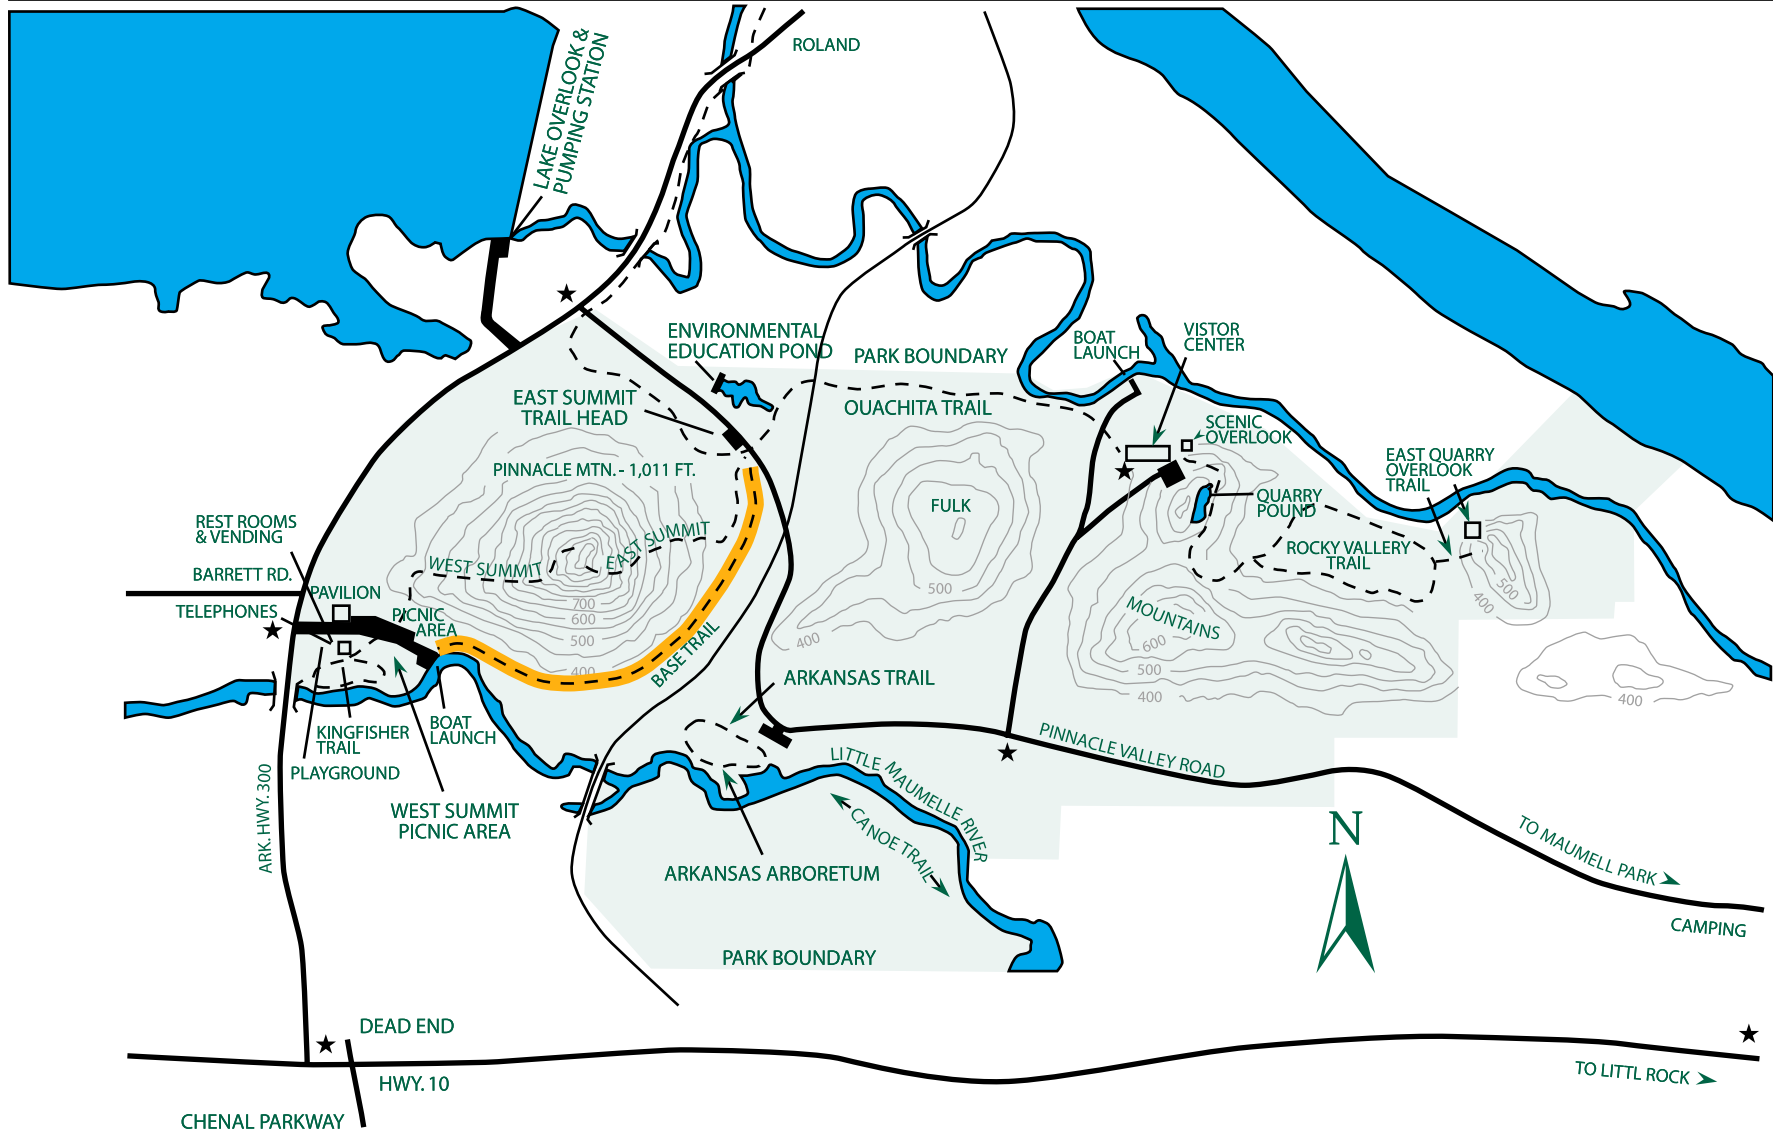 ROLAND
LAKE OVERLOOK &
PUMPING STATION
ENVIRONMENTAL
EDUCATION POND
PARK BOUNDARY
BOAT
LAUNCH
VISTOR
CENTER
EAST SUMMIT
TRAIL HEAD
OUACHITA TRAIL
SCENIC
OVERLOOK
EAST QUARRY
OVERLOOK
TRAIL
PINNACLE MTN. - 1,011 FT.
FULK
QUARRY
POUND
REST ROOMS
& VENDING
WEST SUMMIT
EAST SUMMIT
ROCKY VALLERY
TRAIL
BARRETT RD.
PAVILION
TELEPHONES
PICNIC
AREA
700
600
500
400
500
400
500
400
MOUNTAINS
600
500
400
400
BASE TRAIL
ARKANSAS TRAIL
KINGFISHER
TRAIL
BOAT
LAUNCH
PLAYGROUND
PINNACLE VALLEY ROAD
LITTLE MAUMELLE RIVER
CANOE TRAIL
ARK. HWY. 300
WEST SUMMIT
PICNIC AREA
ARKANSAS ARBORETUM
N
TO MAUMELL PARK
CAMPING
PARK BOUNDARY
DEAD END
HWY. 10
TO LITTL ROCK
CHENAL PARKWAY